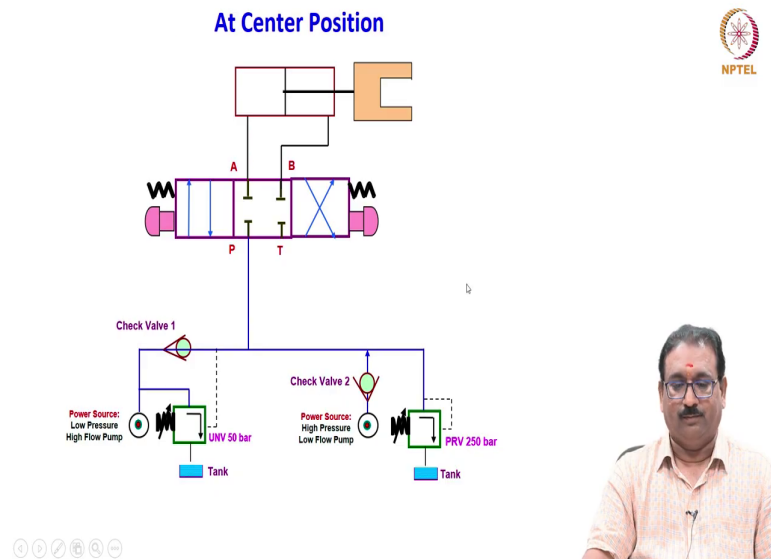 At Center Position
NPTEL
A
B
P
T
Check Valve 1
Check Valve 2
Power Source:
Low Pressure
High Flow Pump
UNV 50 bar
Tank
Power Source:
High Pressure
Low Flow Pump
PRV 250 bar
Tank